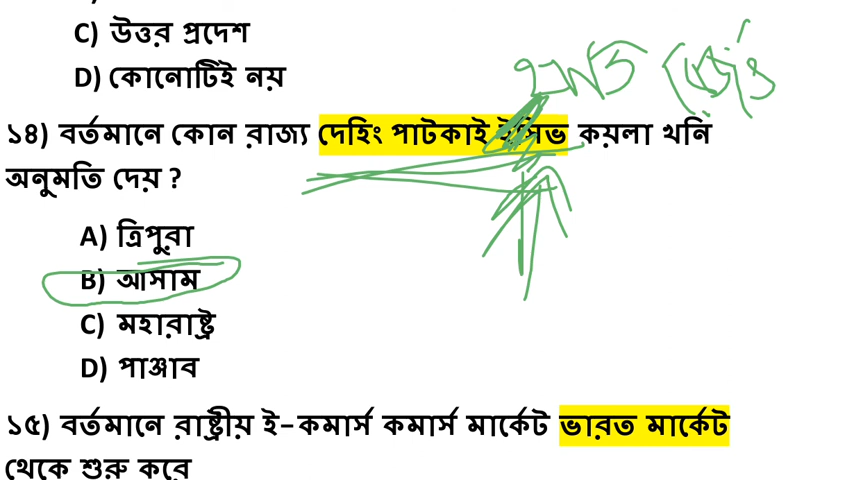 C) উত্তর প্রদেশ
D) কোনোটিই নয়
১৪) বর্তমানে কোন রাজ্য দেহিং পাটকাই ইসিভ কয়লা খনি
অনুমতি দেয় ?
A) ত্রিপুরা
B) আসাম
C) মহারাষ্ট্র
D) পাঞ্জাব
১৫) বর্তমানে রাষ্ট্রীয় ই-কমার্স কমার্স মার্কেট ভারত মার্কেট
থেকে শুরু করে